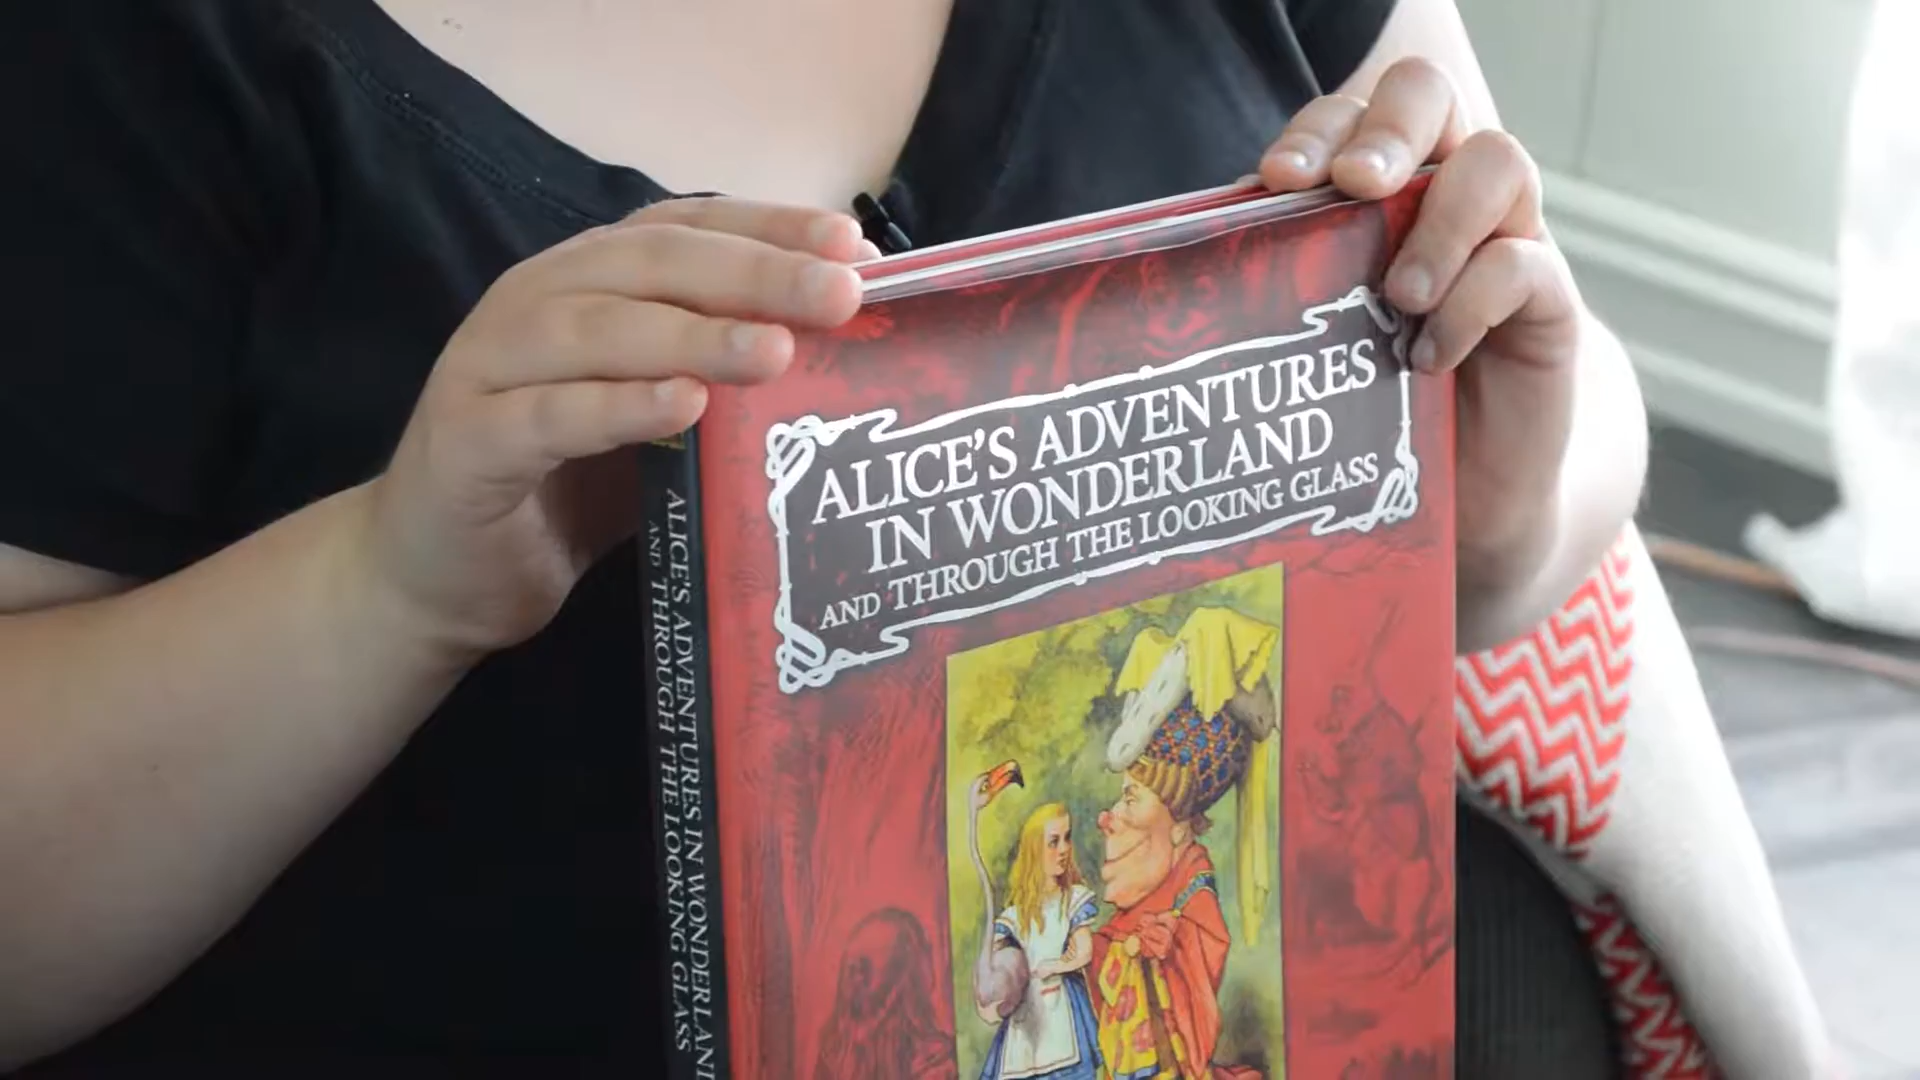 ALICE'S ADVENTURES
IN WONDERLAND
AND THROUGH THE LOOKING GLASS
ALICE'S ADVENTURES IN WONDERLAND
AND THROUGH THE LOOKING GLASS